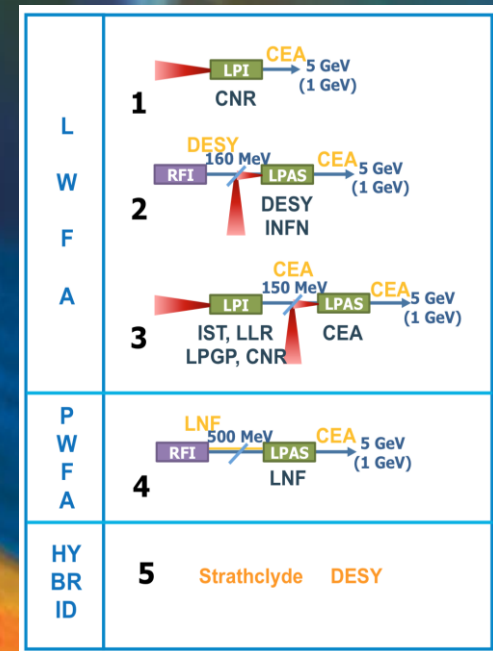 L
W
F
A
CEA
LPI
5 GeV
(1 GeV)
1
CNR
DESY
160 MeV
CEA
RFI
LPAS
5 GeV
(1 GeV)
2
DESY
INFN
CEA
150 MeV
CEA
LPI
LPAS
5 GeV
(1 GeV)
3
IST, LLR
CEA
LPGP, CNR
P
W
F
A
LNF
500 MeV
CEA
RFI
LPAS
5 GeV
(1 GeV)
4
LNF
HY
BR
ID
5
Strathclyde DESY